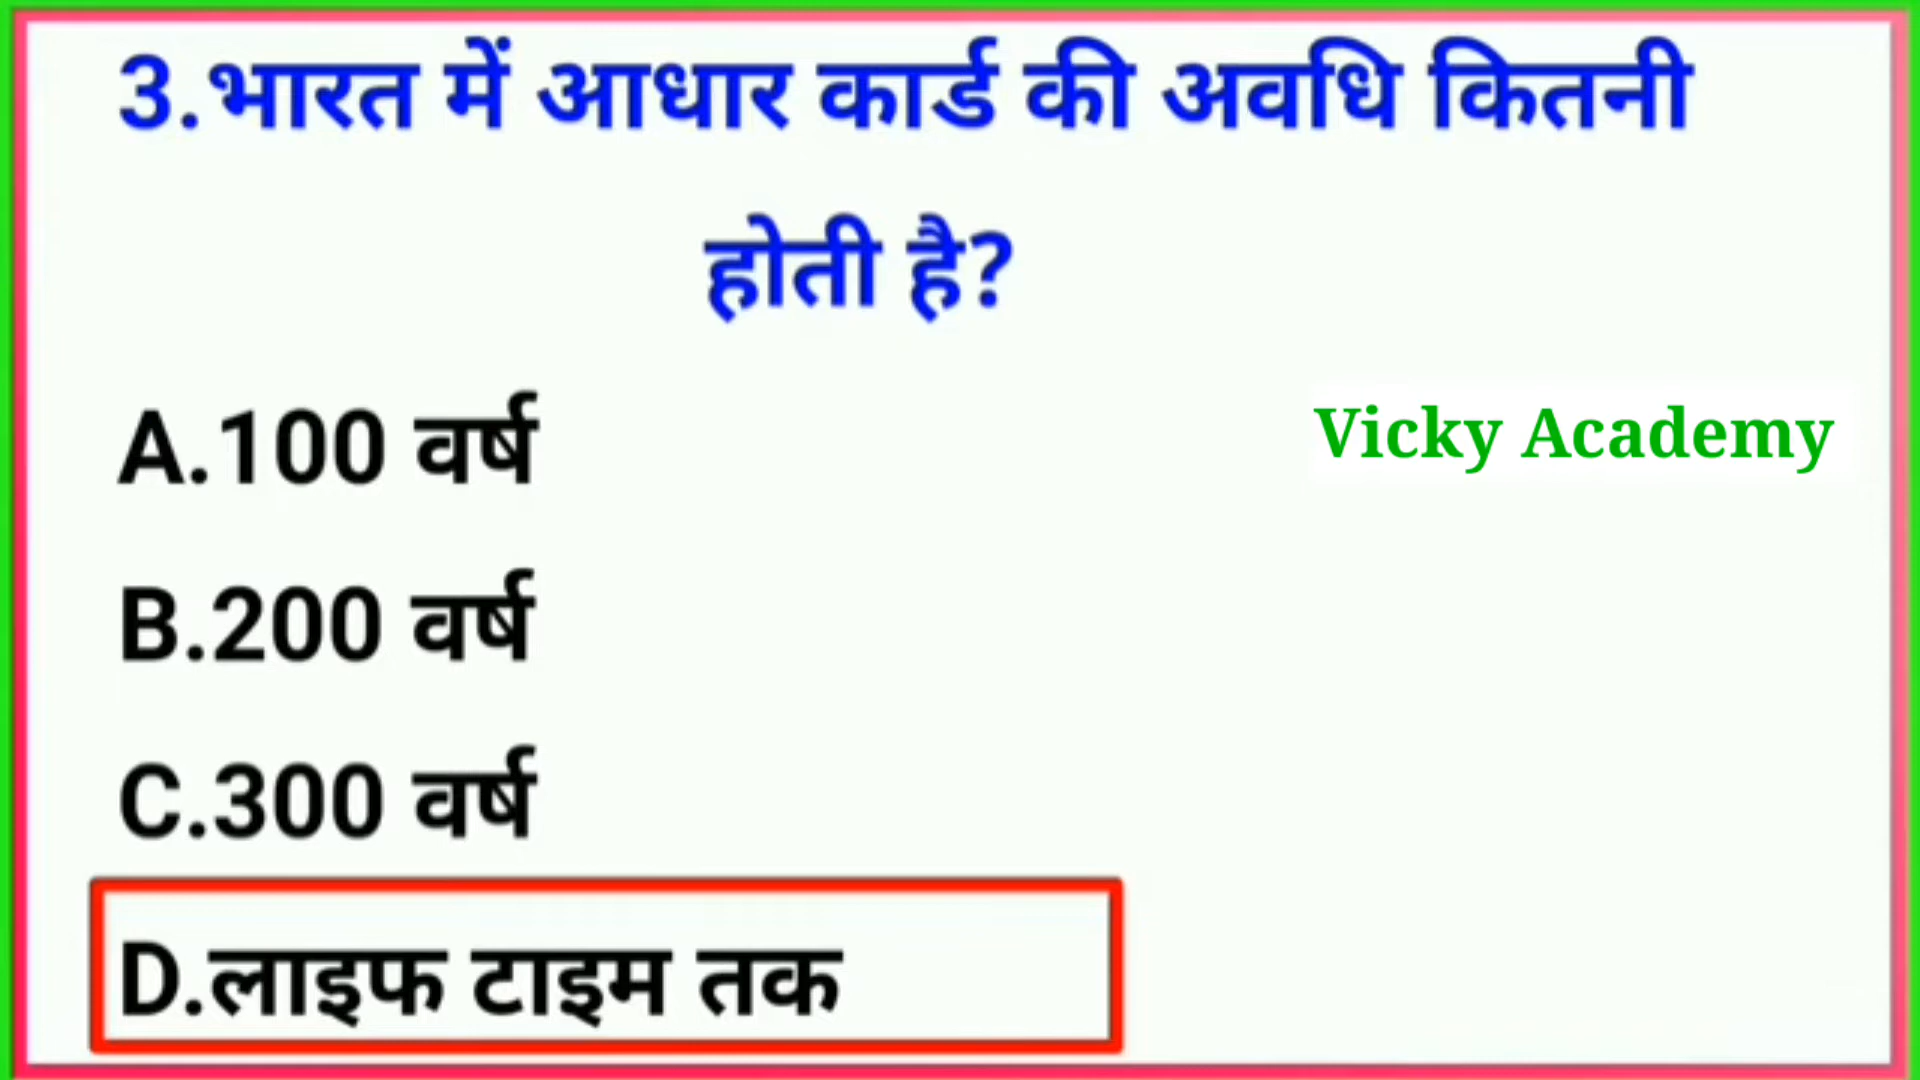 3.भारत में आधार कार्ड की अवधि कितनी
होती है?
A.100 वर्ष
Vicky Academy
B.200 वर्ष
C.300 वर्ष
D.लाइफ टाइम तक